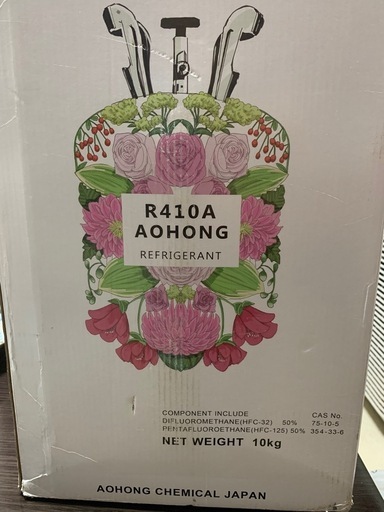 R410A
AOHONG
REFRIGERANT
COMPONENT INCLUDE CAS No.
DIFLUOROMETHANE(HFC-32) 50% 75-10-5
PENTAFLUOROETHANE(HFC-125) 50% 354-33-6
NET WEIGHT 10kg
AOHONG CHEMICAL JAPAN